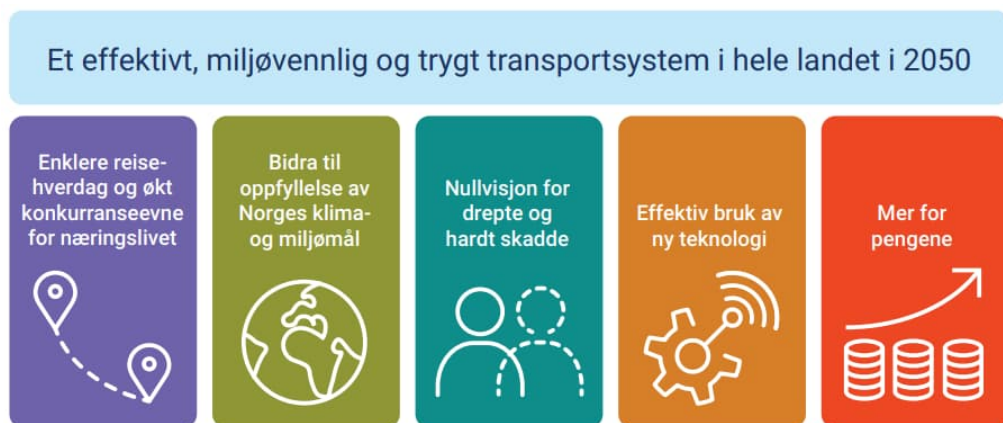 Et effektivt, miljøvennlig og trygt transportsystem i hele landet i 2050
Enklere reise-
hverdag og økt
konkurranseevne
for næringslivet
Bidra til
oppfyllelse av
Norges klima-
og miljømål
Nullvisjon for
drepte og
hardt skadde
Effektiv bruk av
ny teknologi
Mer for
pengene